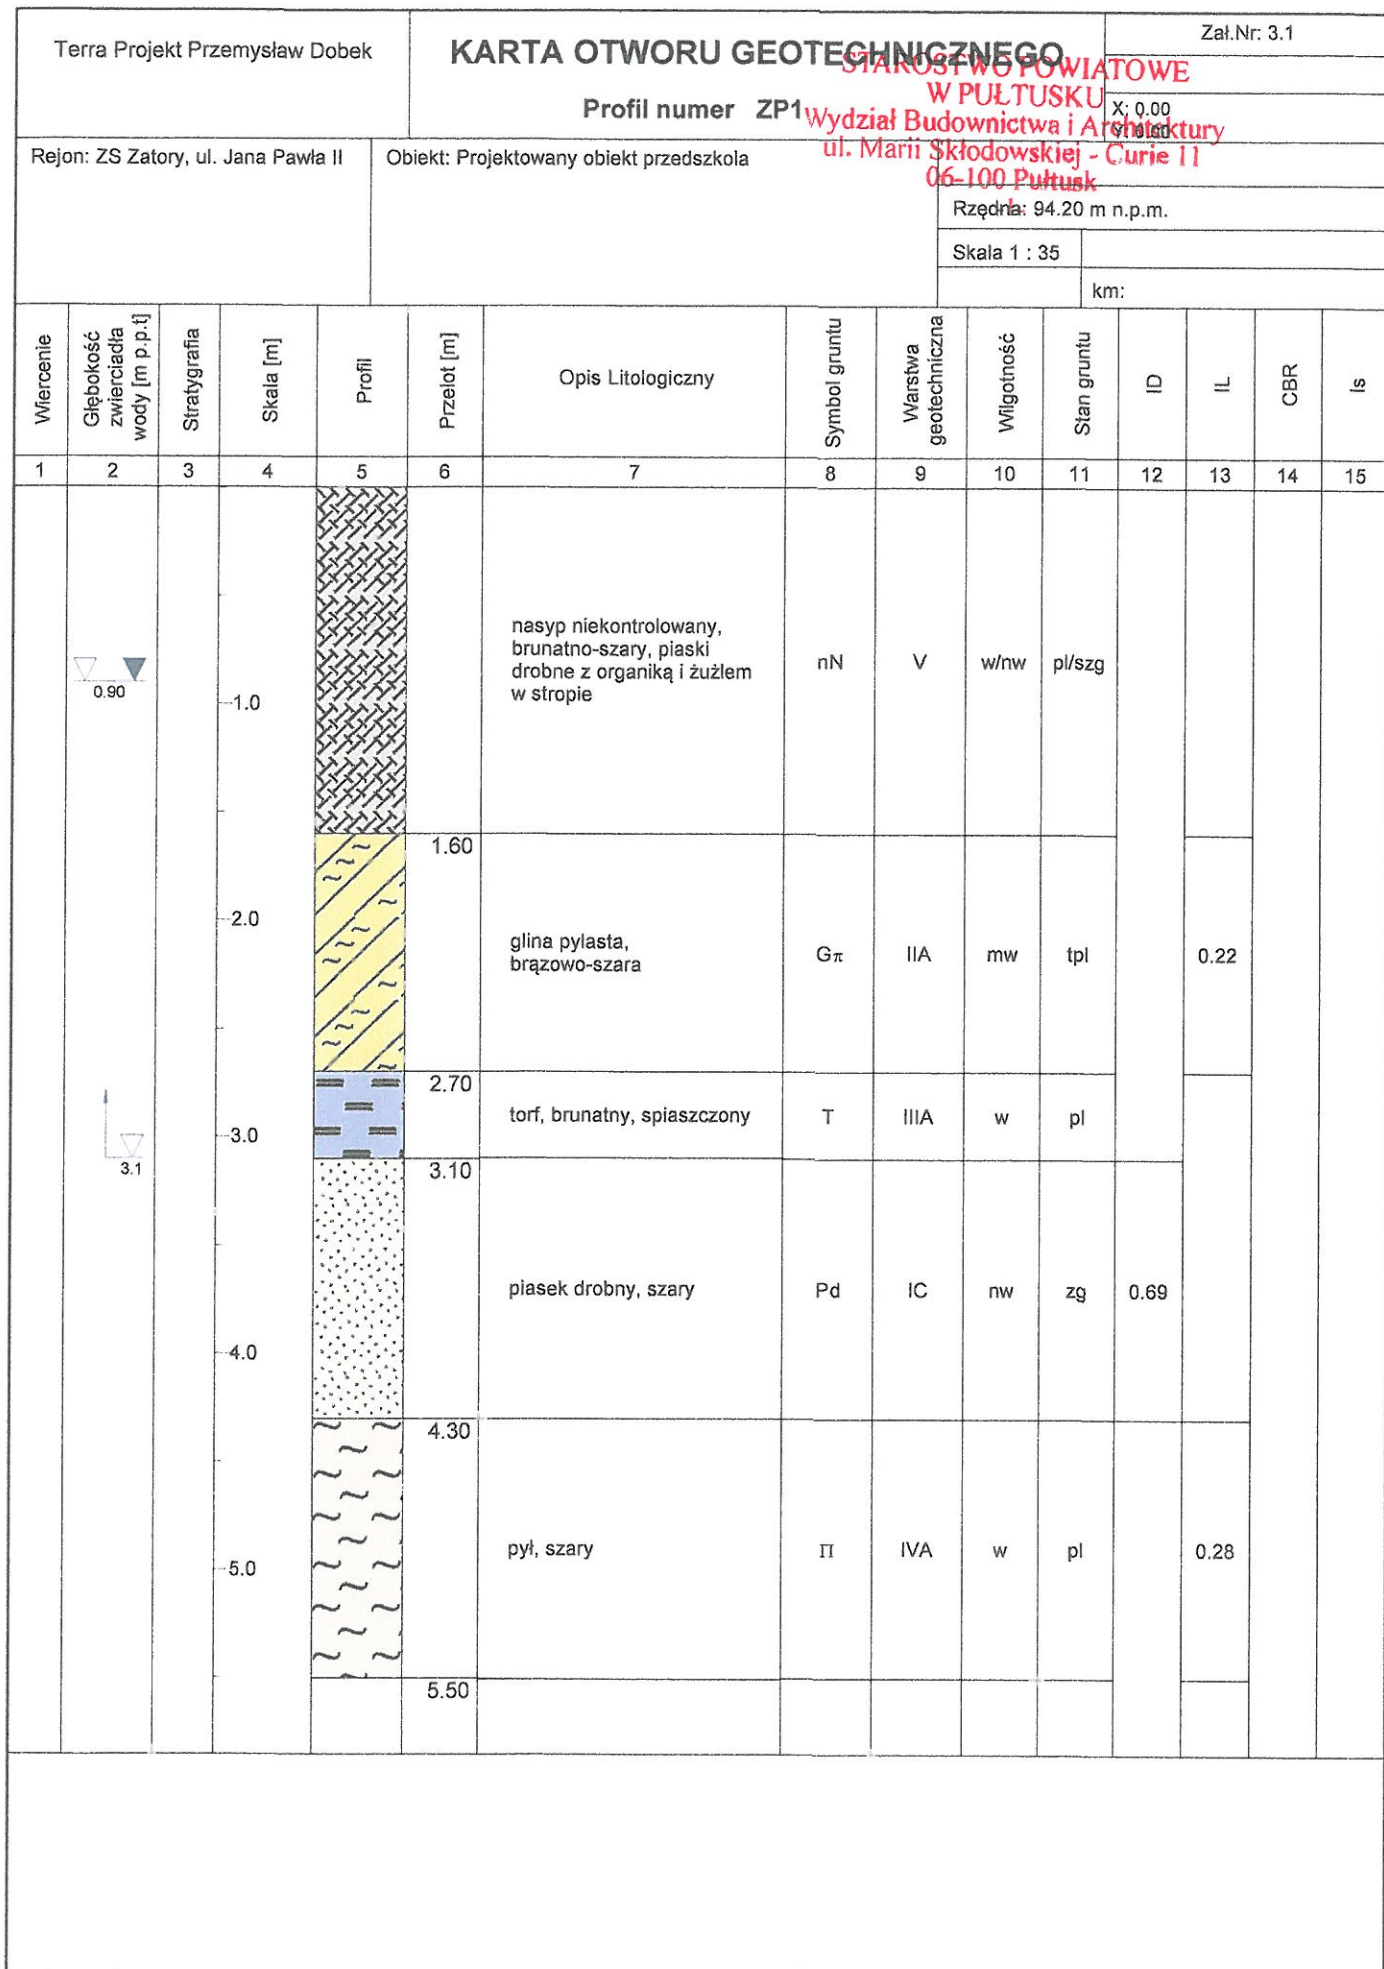 Terra Projekt Przemysław Dobek
KARTA OTWORU GEOTECHNICZNEGO
Profil numer ZP1
Zał.Nr: 3.1
STAROSTWO POWIATOWE
W PUŁTUSKU
Wydział Budownictwa i Architektury
ul. Marii Skłodowskiej - Curie 11
06-100 Pułtusk
X: 0.00
Y: 0.00
Rejon: ZS Zatory, ul. Jana Pawła II
Obiekt: Projektowany obiekt przedszkola
Rzędna: 94.20 m n.p.m.
Skala 1 : 35
km:
Wiercenie
Głębokość
zwierciadła
wody [m p.p.t]
Stratygrafia
Skala [m]
Profil
Przelot [m]
Opis Litologiczny
Symbol gruntu
Warstwa
geotechniczna
Wilgotność
Stan gruntu
ID
IL
CBR
Is
1 2 3 4 5 6 7 8 9 10 11 12 13 14 15
nasyp niekontrolowany,
brunatno-szary, piaski
drobne z organiką i żużlem
w stropie
nN V w/nw pl/szg
0.90
1.0
1.60
2.0
glina pylasta,
brązowo-szara
Gπ IIA mw tpl 0.22
2.70
torf, brunatny, spiaszczony T IIIA w pl
3.0
3.1
3.10
piasek drobny, szary Pd IC nw zg 0.69
4.0
4.30
pył, szary Π IVA w pl 0.28
5.0
5.50